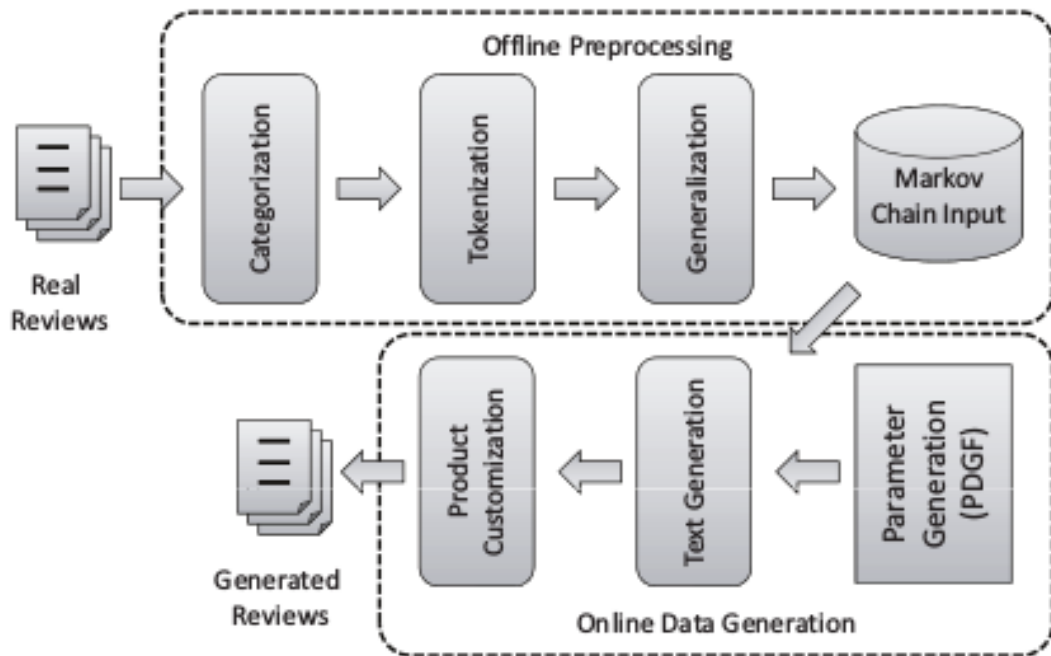 Offline Preprocessing
Categorization
Tokenization
Generalization
Markov
Chain Input
Real
Reviews
Product
Customization
Text Generation
Parameter
Generation
(PDGF)
Generated
Reviews
Online Data Generation